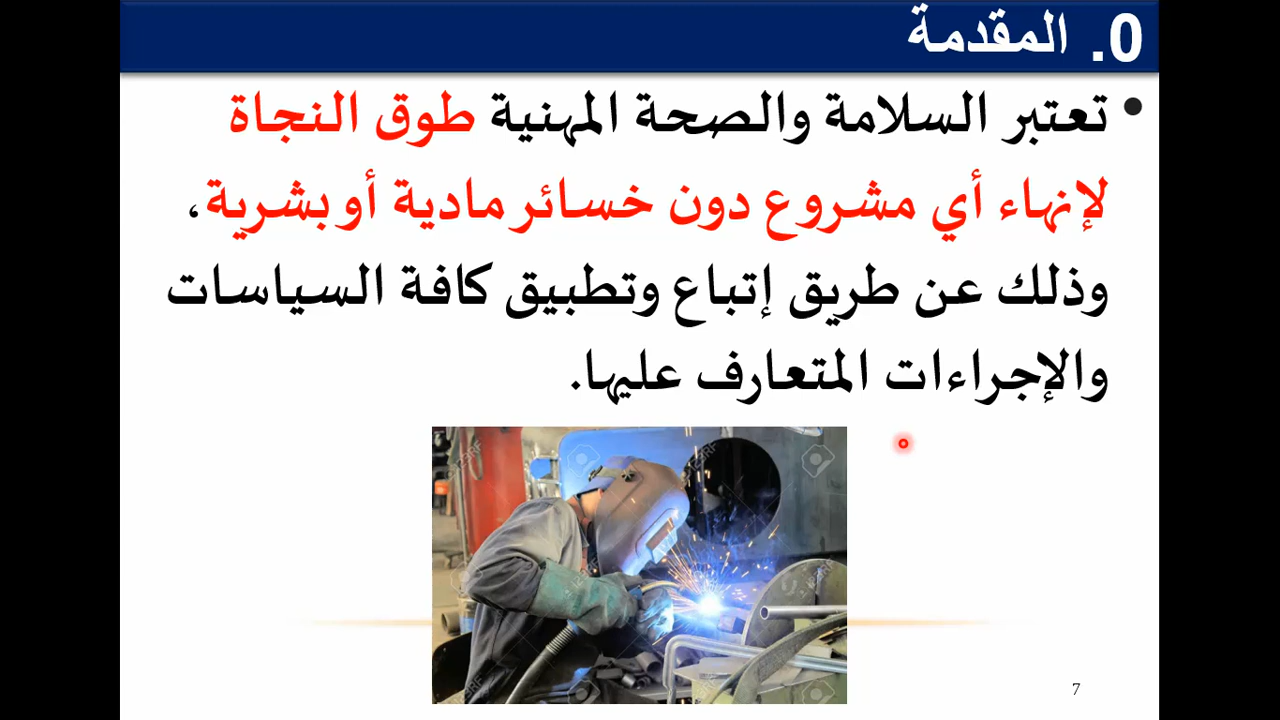 0. المقدمة
• تعتبر السلامة والصحة المهنية طوق النجاة
لإنهاء أي مشروع دون خسائر مادية أو بشرية،
وذلك عن طريق إتباع وتطبيق كافة السياسات
والإجراءات المتعارف عليها.
7